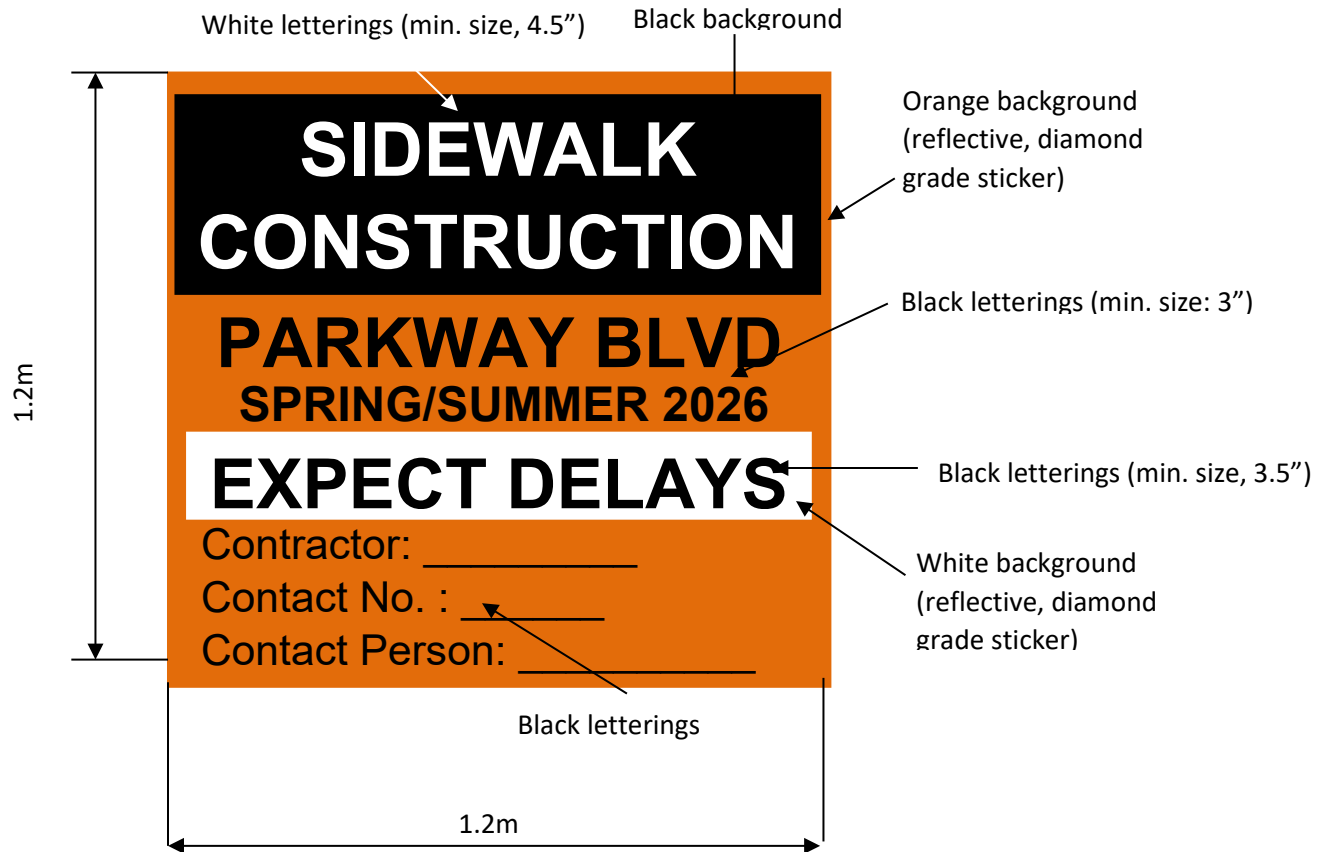 White letterings (min. size, 4.5”)
Black background
SIDEWALK
CONSTRUCTION
Orange background
(reflective, diamond
grade sticker)
PARKWAY BLVD
Black letterings (min. size: 3”)
SPRING/SUMMER 2026
1.2m
EXPECT DELAYS
Black letterings (min. size, 3.5”)
Contractor: _________
Contact No. : ______
Contact Person: __________
White background
(reflective, diamond
grade sticker)
Black letterings
1.2m